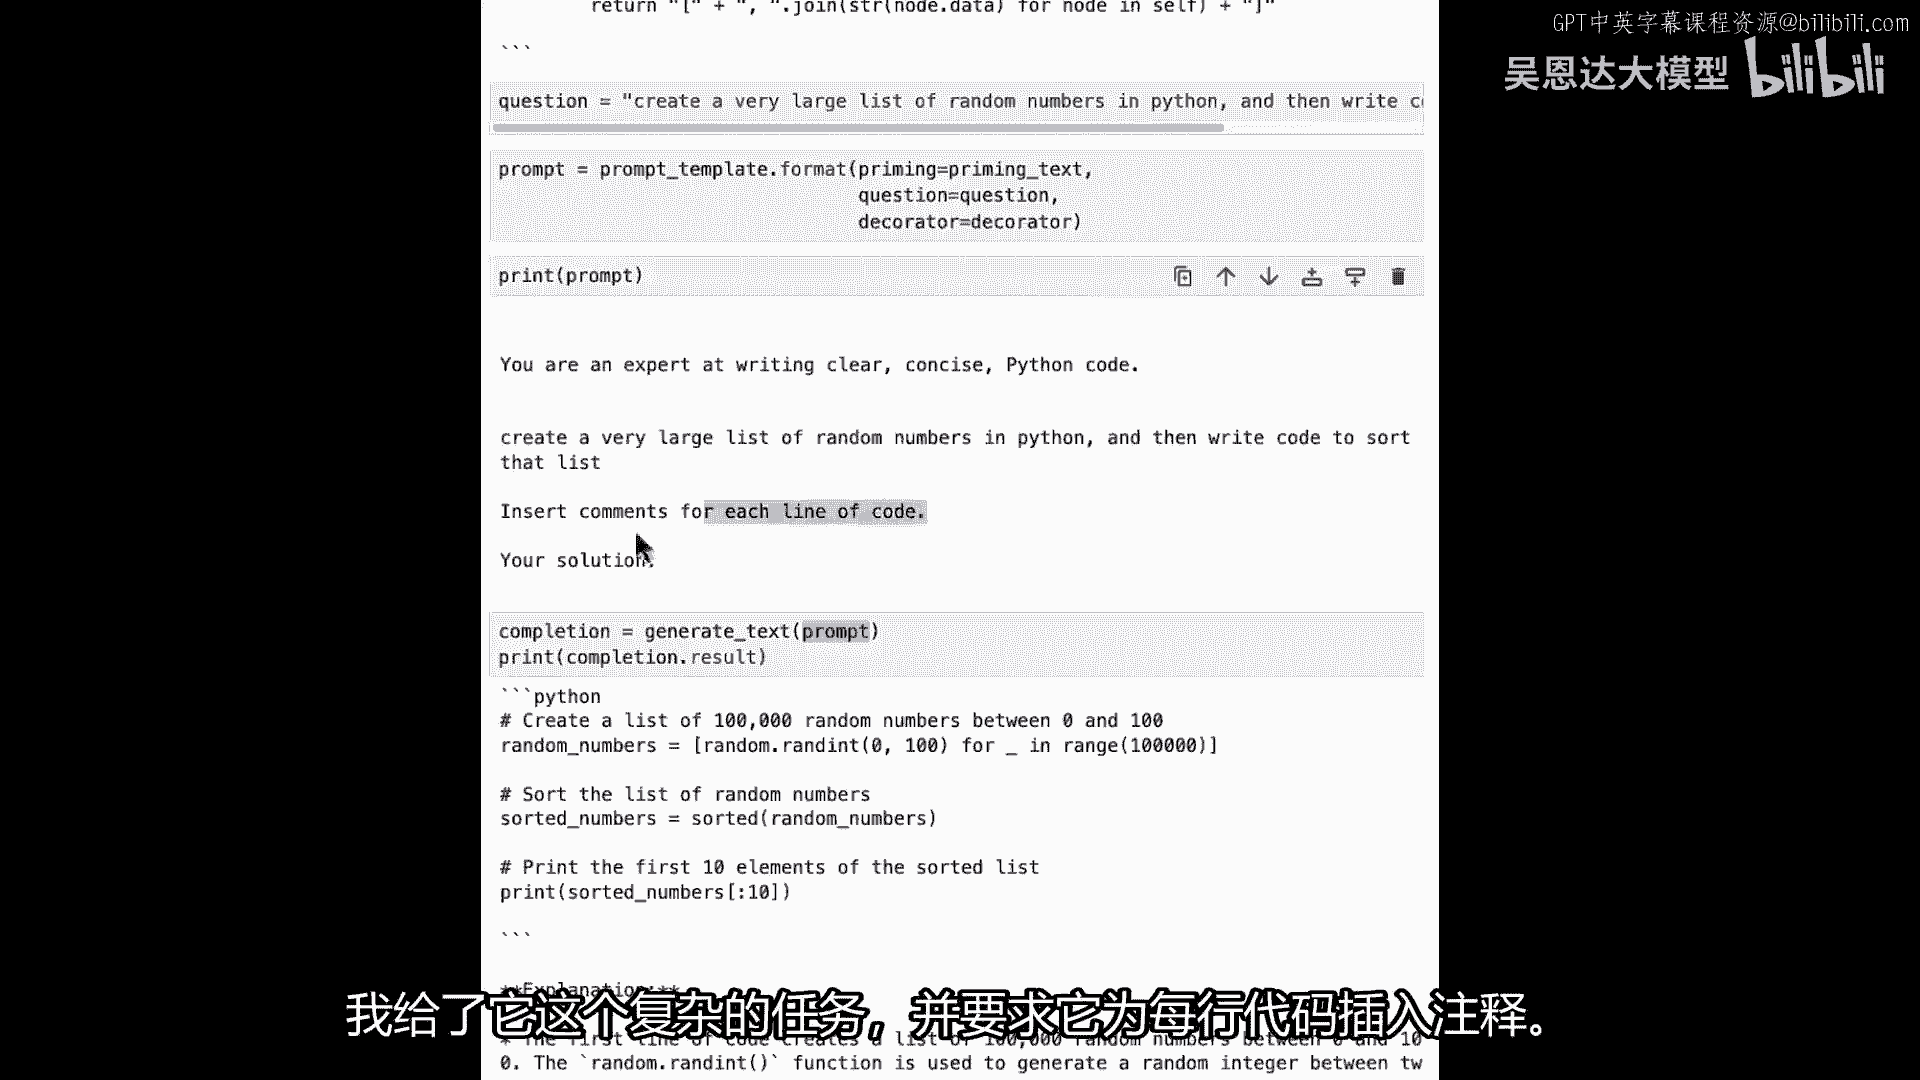 return "[" + ", ".join(str(node.data) for node in self) + "]"
```
GPT中英字幕课程资源@bilibili.com
吴恩达大模型 bilibili
question = "create a very large list of random numbers in python, and then write c
prompt = prompt_template.format(priming=priming_text,
question=question,
decorator=decorator)
print(prompt)
You are an expert at writing clear, concise, Python code.
create a very large list of random numbers in python, and then write code to sort
that list
Insert comments for each line of code.
Your solution:
completion = generate_text(prompt)
print(completion.result)
```python
# Create a list of 100,000 random numbers between 0 and 100
random_numbers = [random.randint(0, 100) for _ in range(100000)]
# Sort the list of random numbers
sorted_numbers = sorted(random_numbers)
# Print the first 10 elements of the sorted list
print(sorted_numbers[:10])
```
**Explanation:**
我给了它这个复杂的任务，并要求它为每行代码插入注释。
* The first line of code creates a list of 100,000 random numbers between 0 and 10
0. The `random.randint()` function is used to generate a random integer between tw